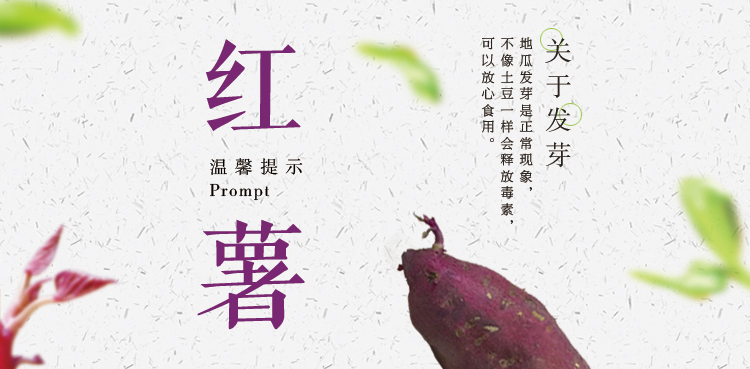 红
温馨提示
Prompt
薯
关于发芽
地瓜发芽是正常现象，
不像土豆一样会释放毒素，
可以放心食用。